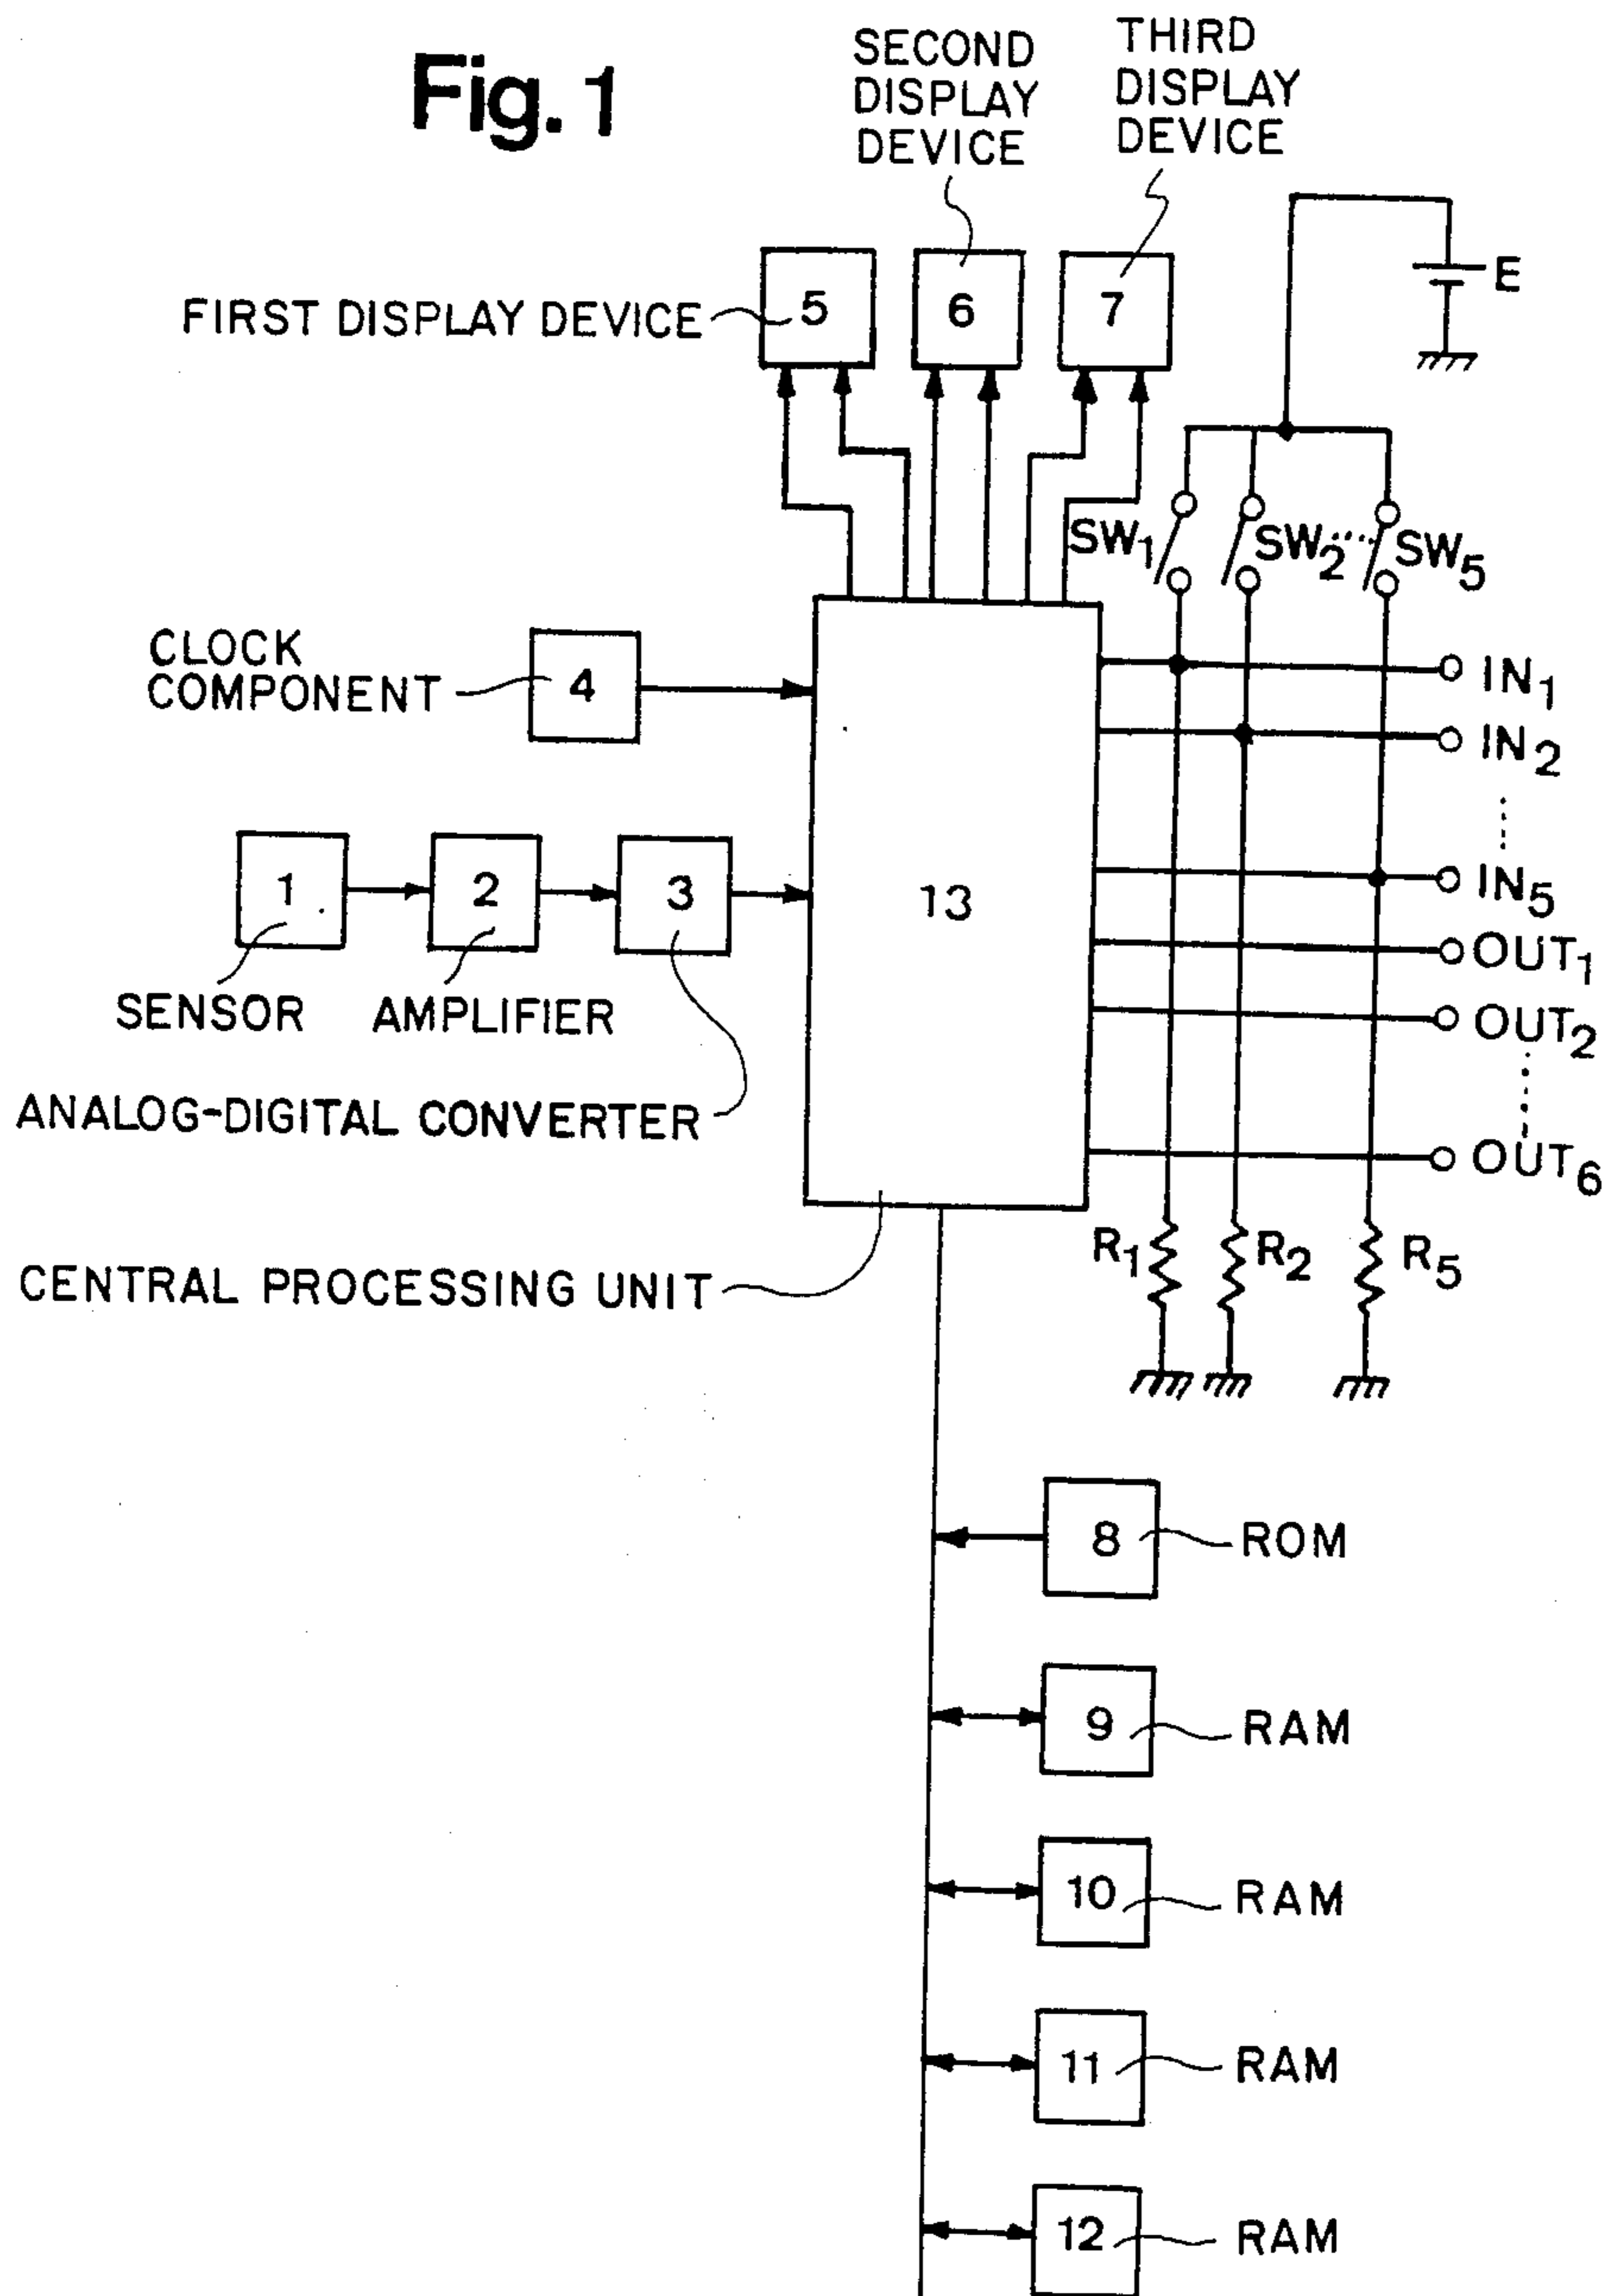 Fig. 1
SECOND
DISPLAY
DEVICE
THIRD
DISPLAY
DEVICE
E
FIRST DISPLAY DEVICE
5
6
7
SW1
SW2
SW5
CLOCK
COMPONENT
4
IN1
IN2
IN5
1
2
3
13
OUT1
OUT2
OUT6
SENSOR
AMPLIFIER
ANALOG-DIGITAL CONVERTER
CENTRAL PROCESSING UNIT
R1
R2
R5
8
ROM
9
RAM
10
RAM
11
RAM
12
RAM